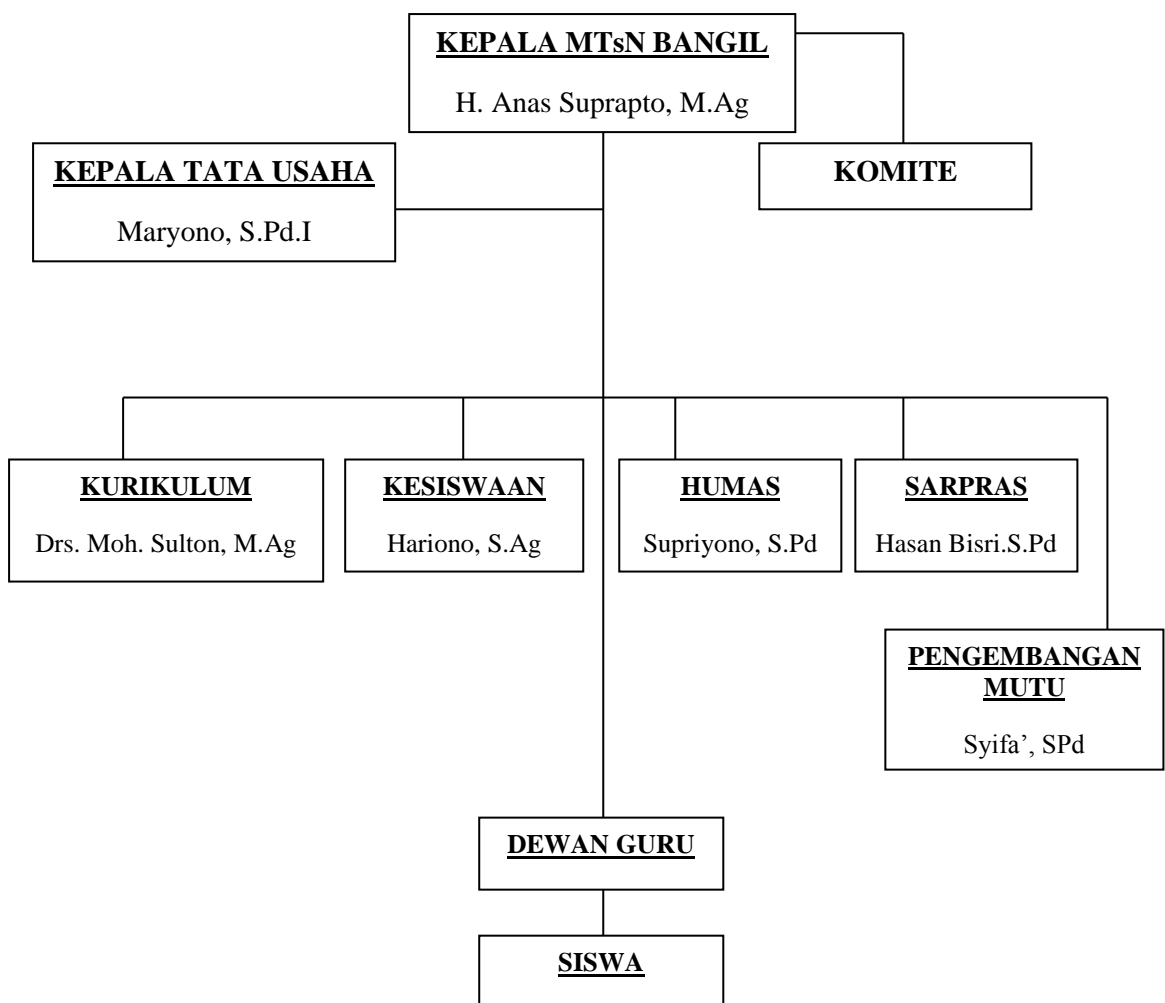 KEPALA MTsN BANGIL
H. Anas Suprapto, M.Ag
KEPALA TATA USAHA
Maryono, S.Pd.I
KOMITE
KURIKULUM
Drs. Moh. Sulton, M.Ag
KESISWAAN
Hariono, S.Ag
HUMAS
Supriyono, S.Pd
SARPRAS
Hasan Bisri.S.Pd
PENGEMBANGAN
MUTU
Syifa’, SPd
DEWAN GURU
SISWA